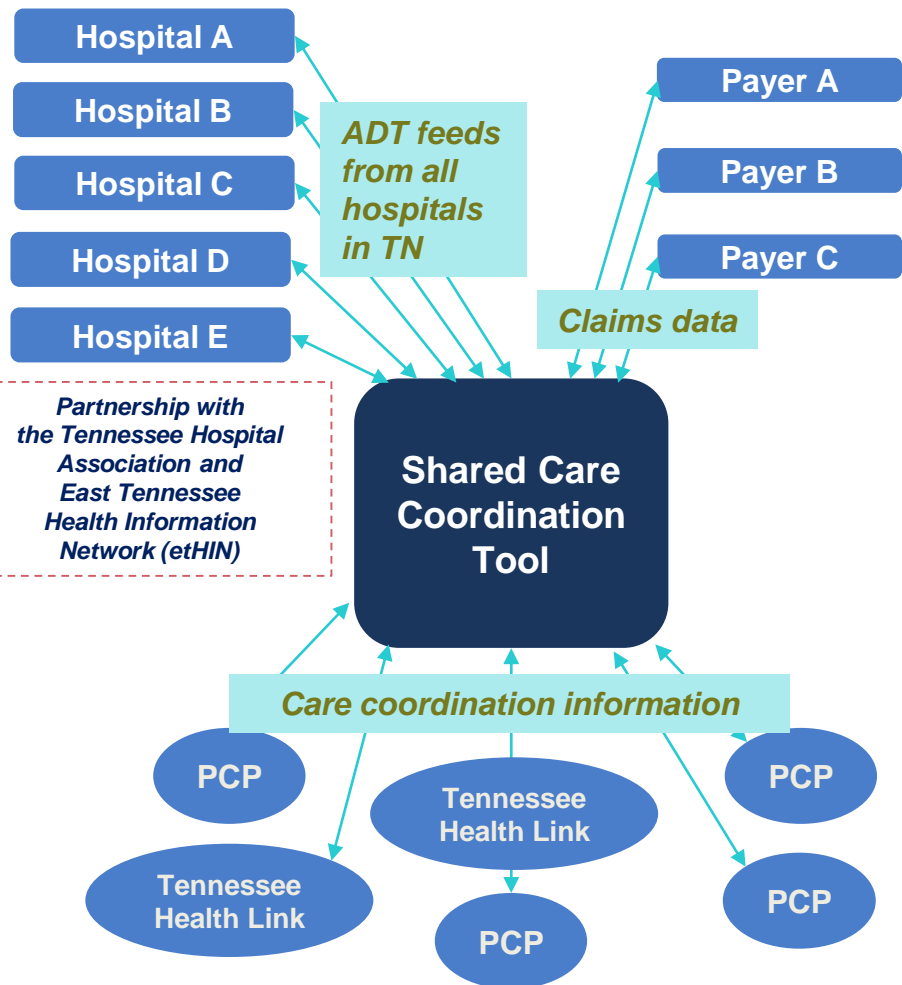 Hospital A
Hospital B
Hospital C
Hospital D
Hospital E
ADT feeds
from all
hospitals
in TN
Payer A
Payer B
Payer C
Claims data
Partnership with
the Tennessee Hospital
Association and
East Tennessee
Health Information
Network (etHIN)
Shared Care
Coordination
Tool
Care coordination information
PCP
Tennessee
Health Link
PCP
Tennessee
Health Link
PCP
PCP